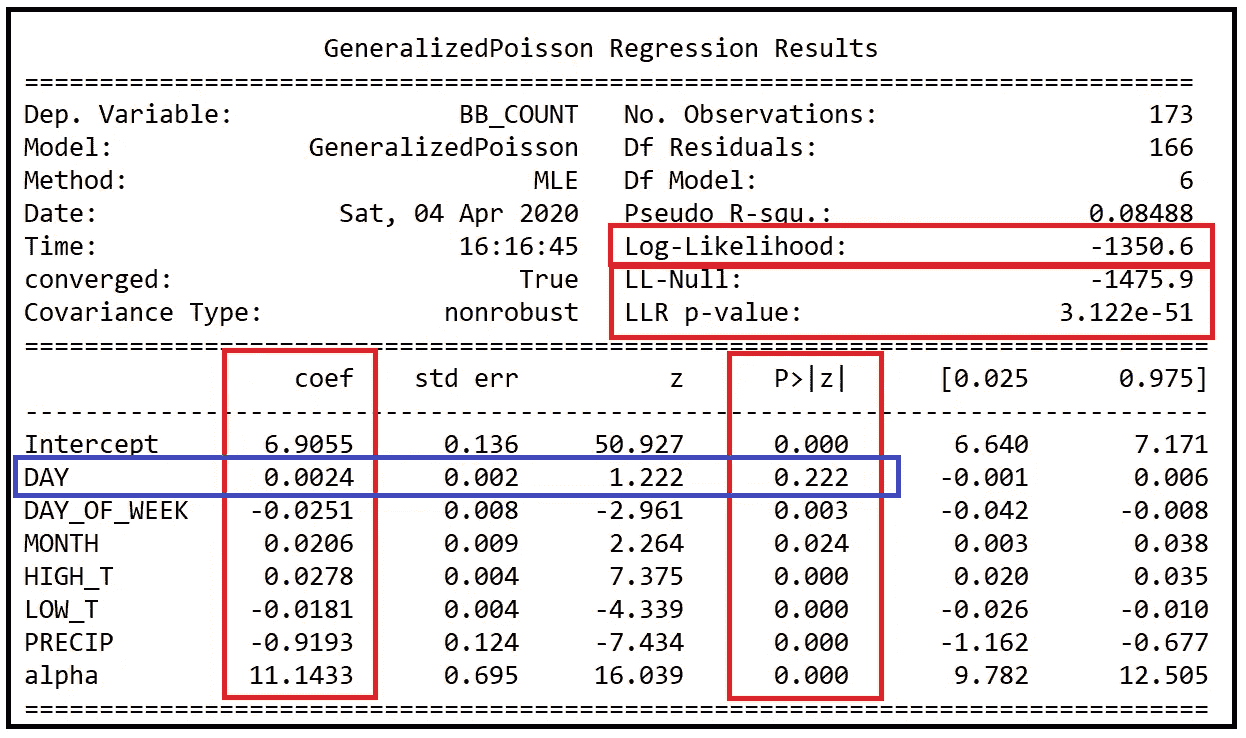 GeneralizedPoisson Regression Results
==============================================================================
Dep. Variable: BB_COUNT No. Observations: 173
Model: GeneralizedPoisson Df Residuals: 166
Method: MLE Df Model: 6
Date: Sat, 04 Apr 2020 Pseudo R-squ.: 0.08488
Time: 16:16:45 Log-Likelihood: -1350.6
converged: True LL-Null: -1475.9
Covariance Type: nonrobust LLR p-value: 3.122e-51
===============================================================================
coef std err z P>|z| [0.025 0.975]
-------------------------------------------------------------------------------
Intercept 6.9055 0.136 50.927 0.000 6.640 7.171
DAY 0.0024 0.002 1.222 0.222 -0.001 0.006
DAY_OF_WEEK -0.0251 0.008 -2.961 0.003 -0.042 -0.008
MONTH 0.0206 0.009 2.264 0.024 0.003 0.038
HIGH_T 0.0278 0.004 7.375 0.000 0.020 0.035
LOW_T -0.0181 0.004 -4.339 0.000 -0.026 -0.010
PRECIP -0.9193 0.124 -7.434 0.000 -1.162 -0.677
alpha 11.1433 0.695 16.039 0.000 9.782 12.505
===============================================================================